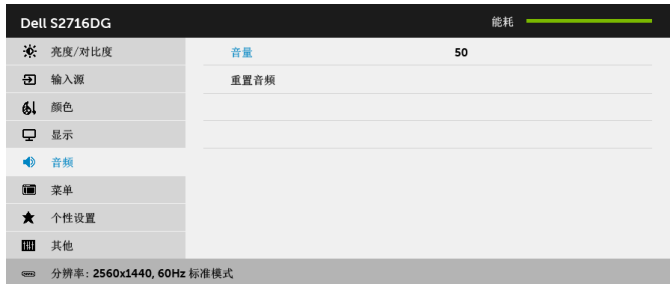 Dell S2716DG 能耗
亮度/对比度 音量 50
输入源 重置音频
颜色
显示
音频
菜单
个性设置
其他
分辨率: 2560x1440, 60Hz 标准模式